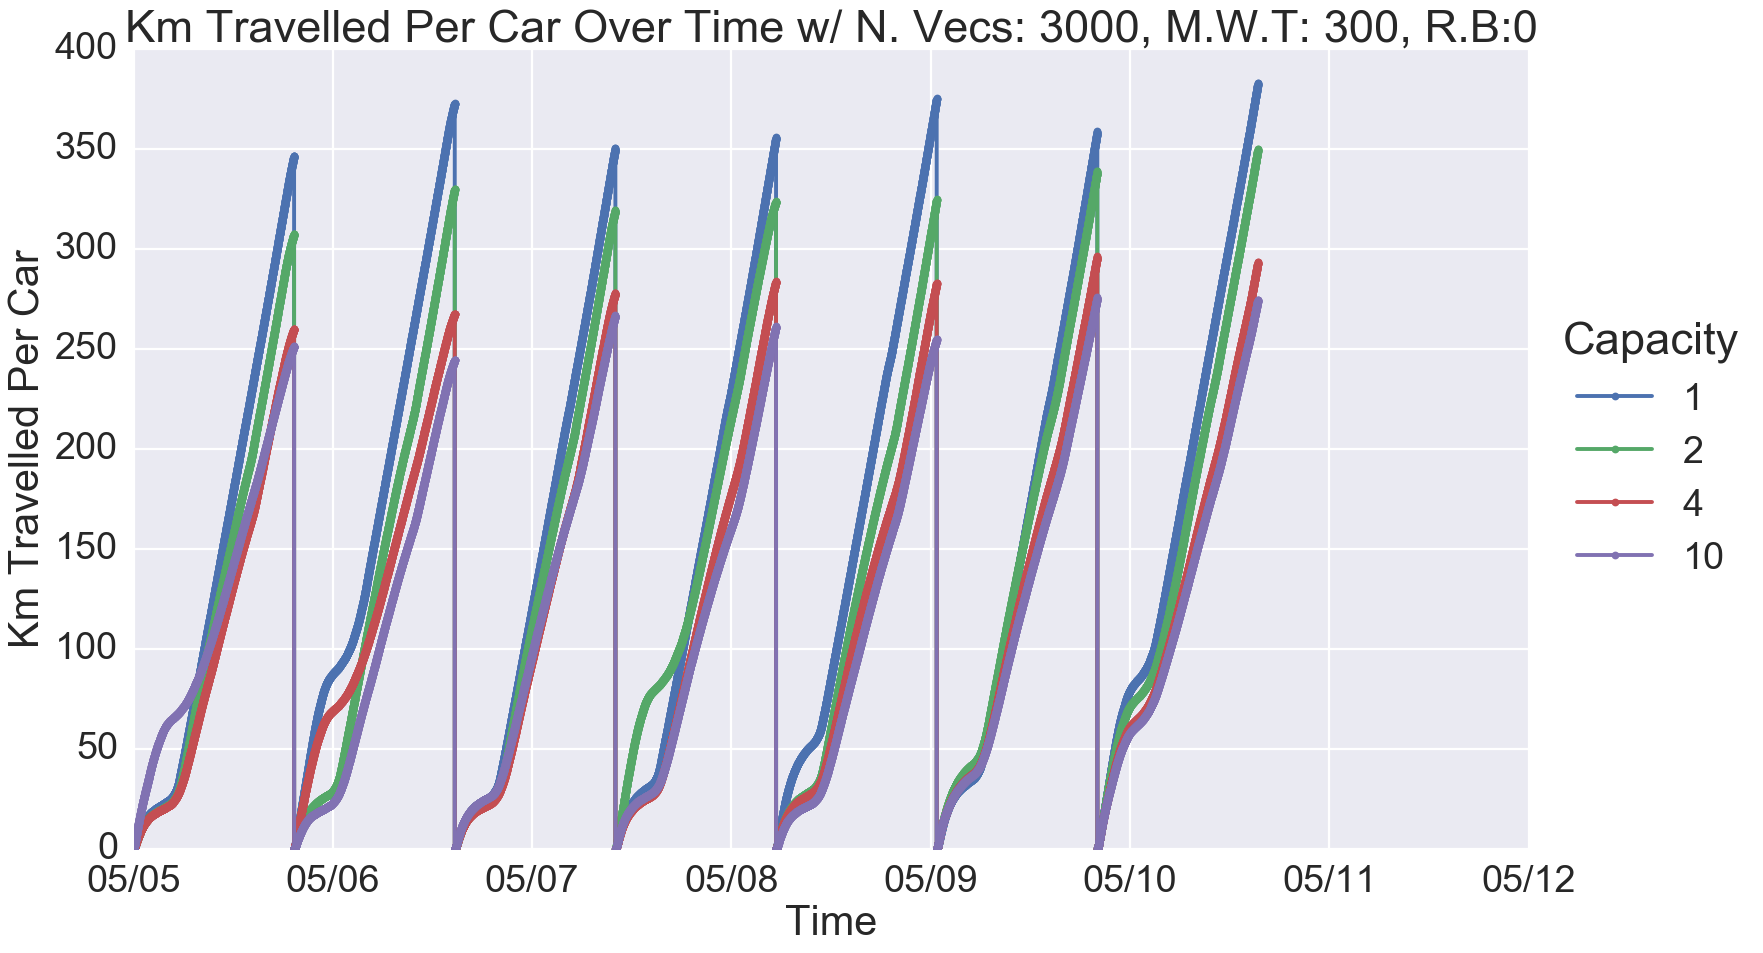 Km Travelled Per Car Over Time w/ N. Vecs: 3000, M.W.T: 300, R.B:0
Km Travelled Per Car
400
350
300
250
200
150
100
50
0
05/05 05/06 05/07 05/08 05/09 05/10 05/11 05/12
Time
Capacity
1
2
4
10